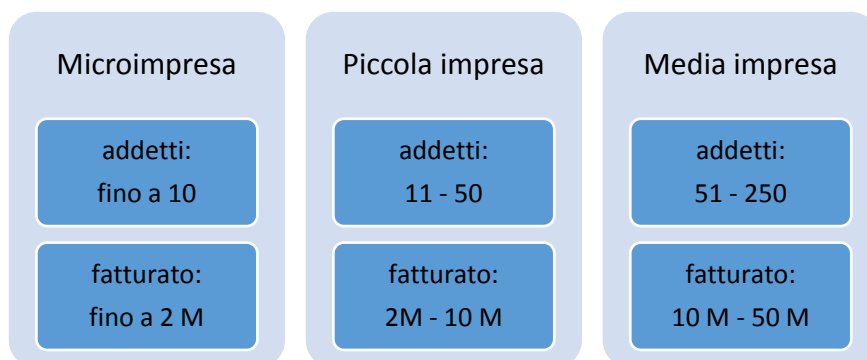 Microimpresa
addetti:
fino a 10
fatturato:
fino a 2 M
Piccola impresa
addetti:
11 - 50
fatturato:
2M - 10 M
Media impresa
addetti:
51 - 250
fatturato:
10 M - 50 M